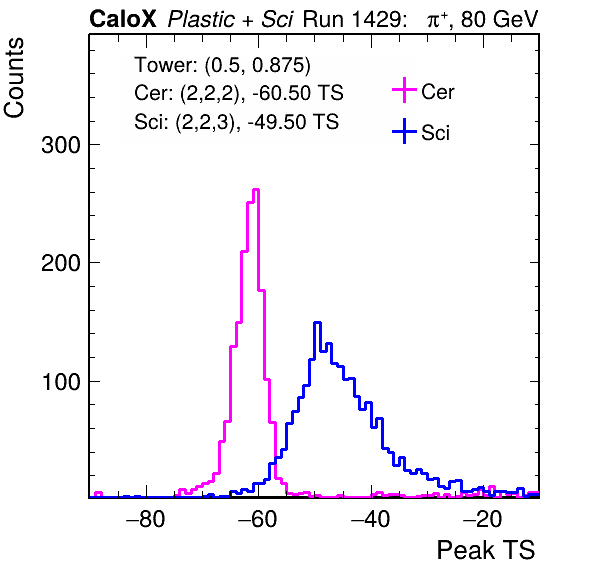 CaloX Plastic + Sci Run 1429: π⁺, 80 GeV
Counts
Tower: (0.5, 0.875)
Cer: (2,2,2), -60.50 TS
Sci: (2,2,3), -49.50 TS
Cer
Sci
300
200
100
−80 −60 −40 −20
Peak TS